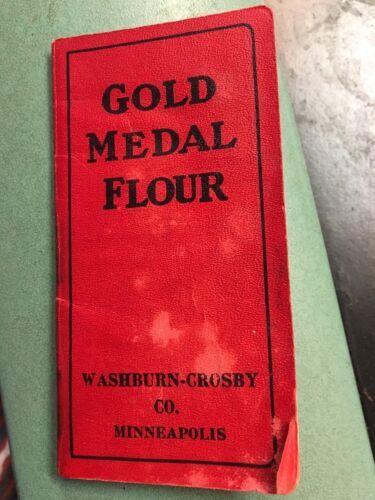 GOLD
MEDAL
FLOUR
WASHBURN-CROSBY
CO.
MINNEAPOLIS